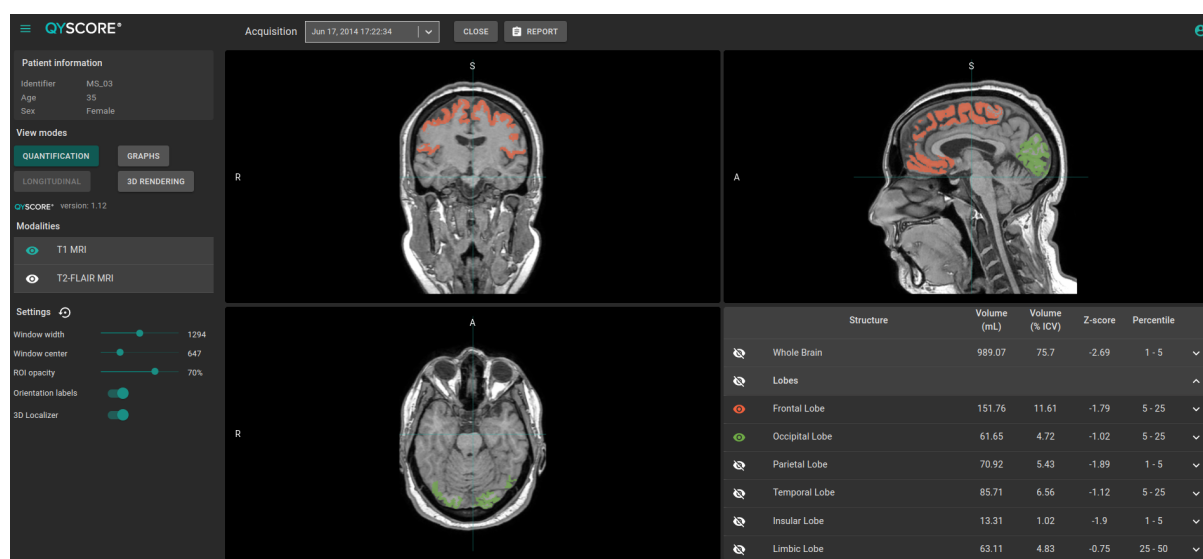 QYSCORE®
Acquisition
Jun 17, 2014 17:22:34
CLOSE
REPORT
Patient information
Identifier MS_03
Age 35
Sex Female
View modes
QUANTIFICATION GRAPHS
LONGITUDINAL 3D RENDERING
QYSCORE® version: 1.12
Modalities
T1 MRI
T2-FLAIR MRI
Settings
Window width 1294
Window center 647
ROI opacity 70%
Orientation labels
3D Localizer
S
R
S
A
A
R
Structure Volume (mL) Volume (% ICV) Z-score Percentile
Whole Brain 989.07 75.7 -2.69 1 - 5
Lobes
Frontal Lobe 151.76 11.61 -1.79 5 - 25
Occipital Lobe 61.65 4.72 -1.02 5 - 25
Parietal Lobe 70.92 5.43 -1.89 1 - 5
Temporal Lobe 85.71 6.56 -1.12 5 - 25
Insular Lobe 13.31 1.02 -1.9 1 - 5
Limbic Lobe 63.11 4.83 -0.75 25 - 50